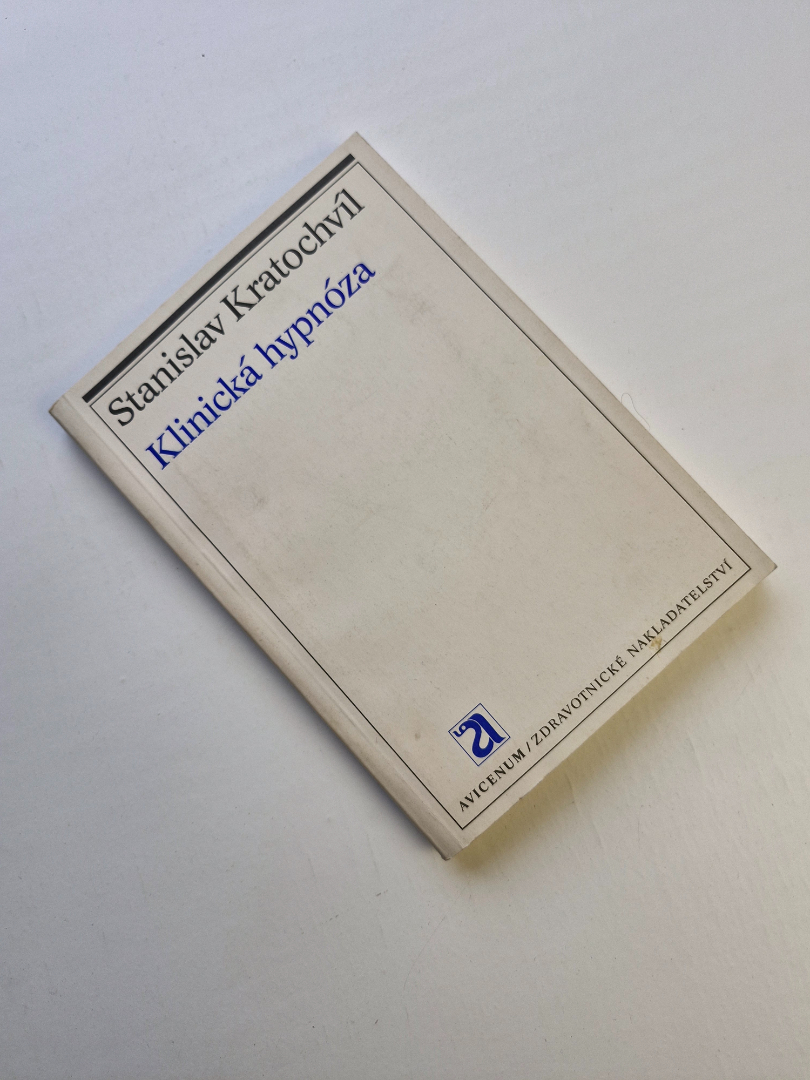 Stanislav Kratochvíl
Klinická hypnóza
AVICENUM/ZDRAVOTNICKÉ NAKLADATELSTVÍ